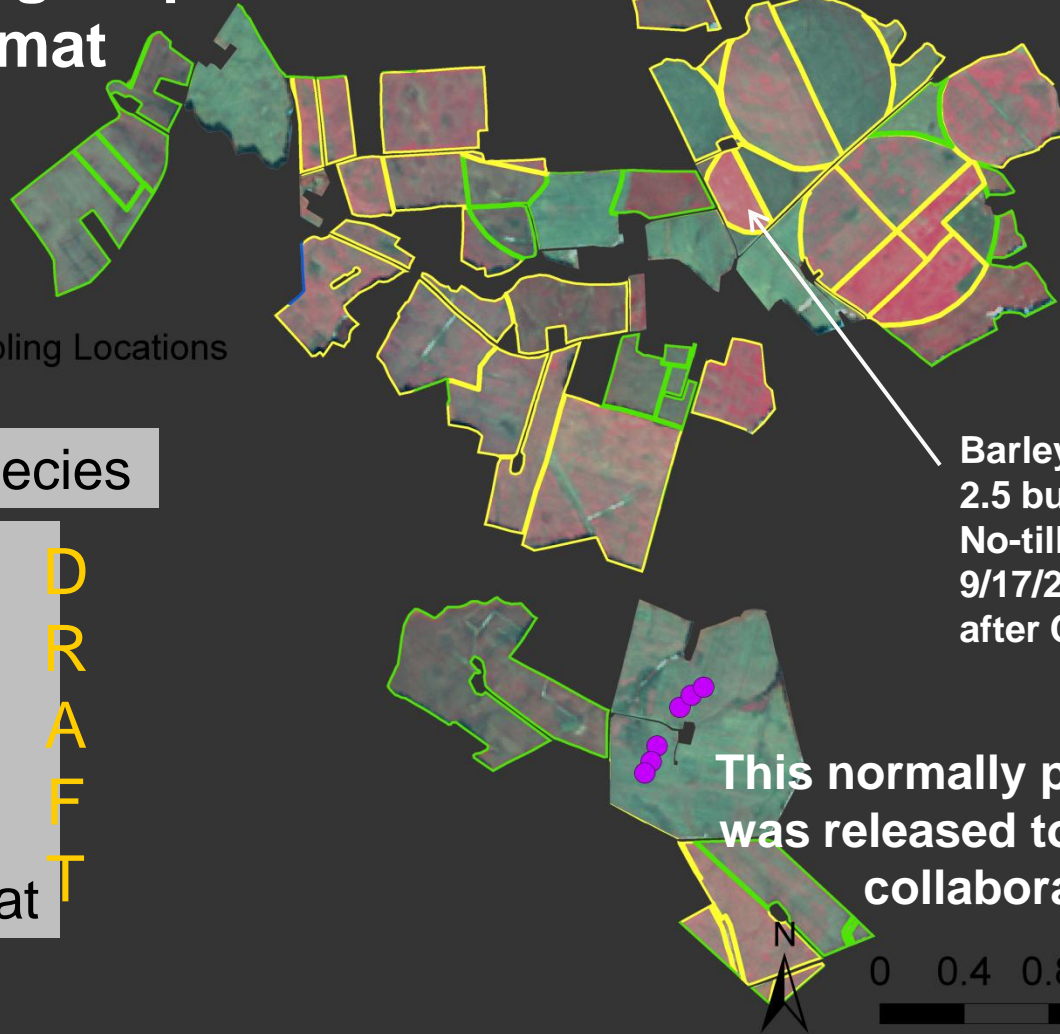 mat
pling Locations
ecies
D
R
A
F
T
at
Barley
2.5 bu
No-till
9/17/2
after
This normally p
was released to
collabora
N
0 0.4 0.8